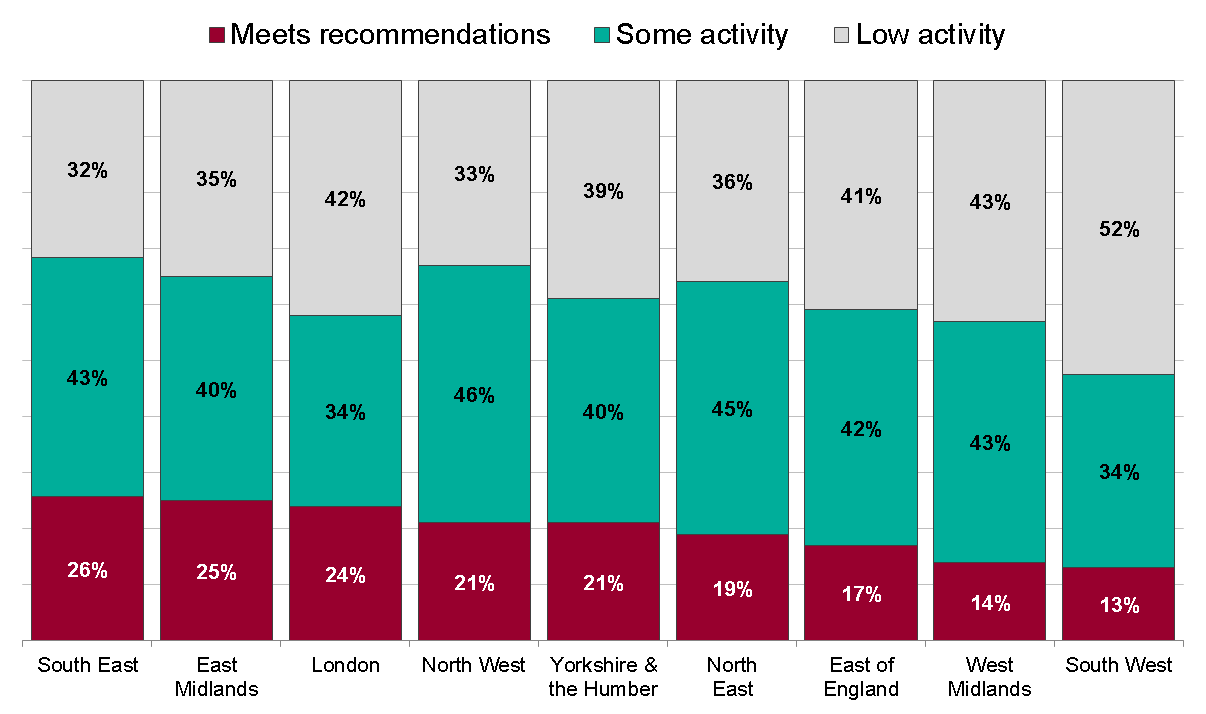 Meets recommendations Some activity Low activity
32% 35% 42% 33% 39% 36% 41% 43% 52%
43% 40% 34% 46% 40% 45% 42% 43% 34%
26% 25% 24% 21% 21% 19% 17% 14% 13%
South East East London North West Yorkshire & North East of West South West
Midlands the Humber East England Midlands